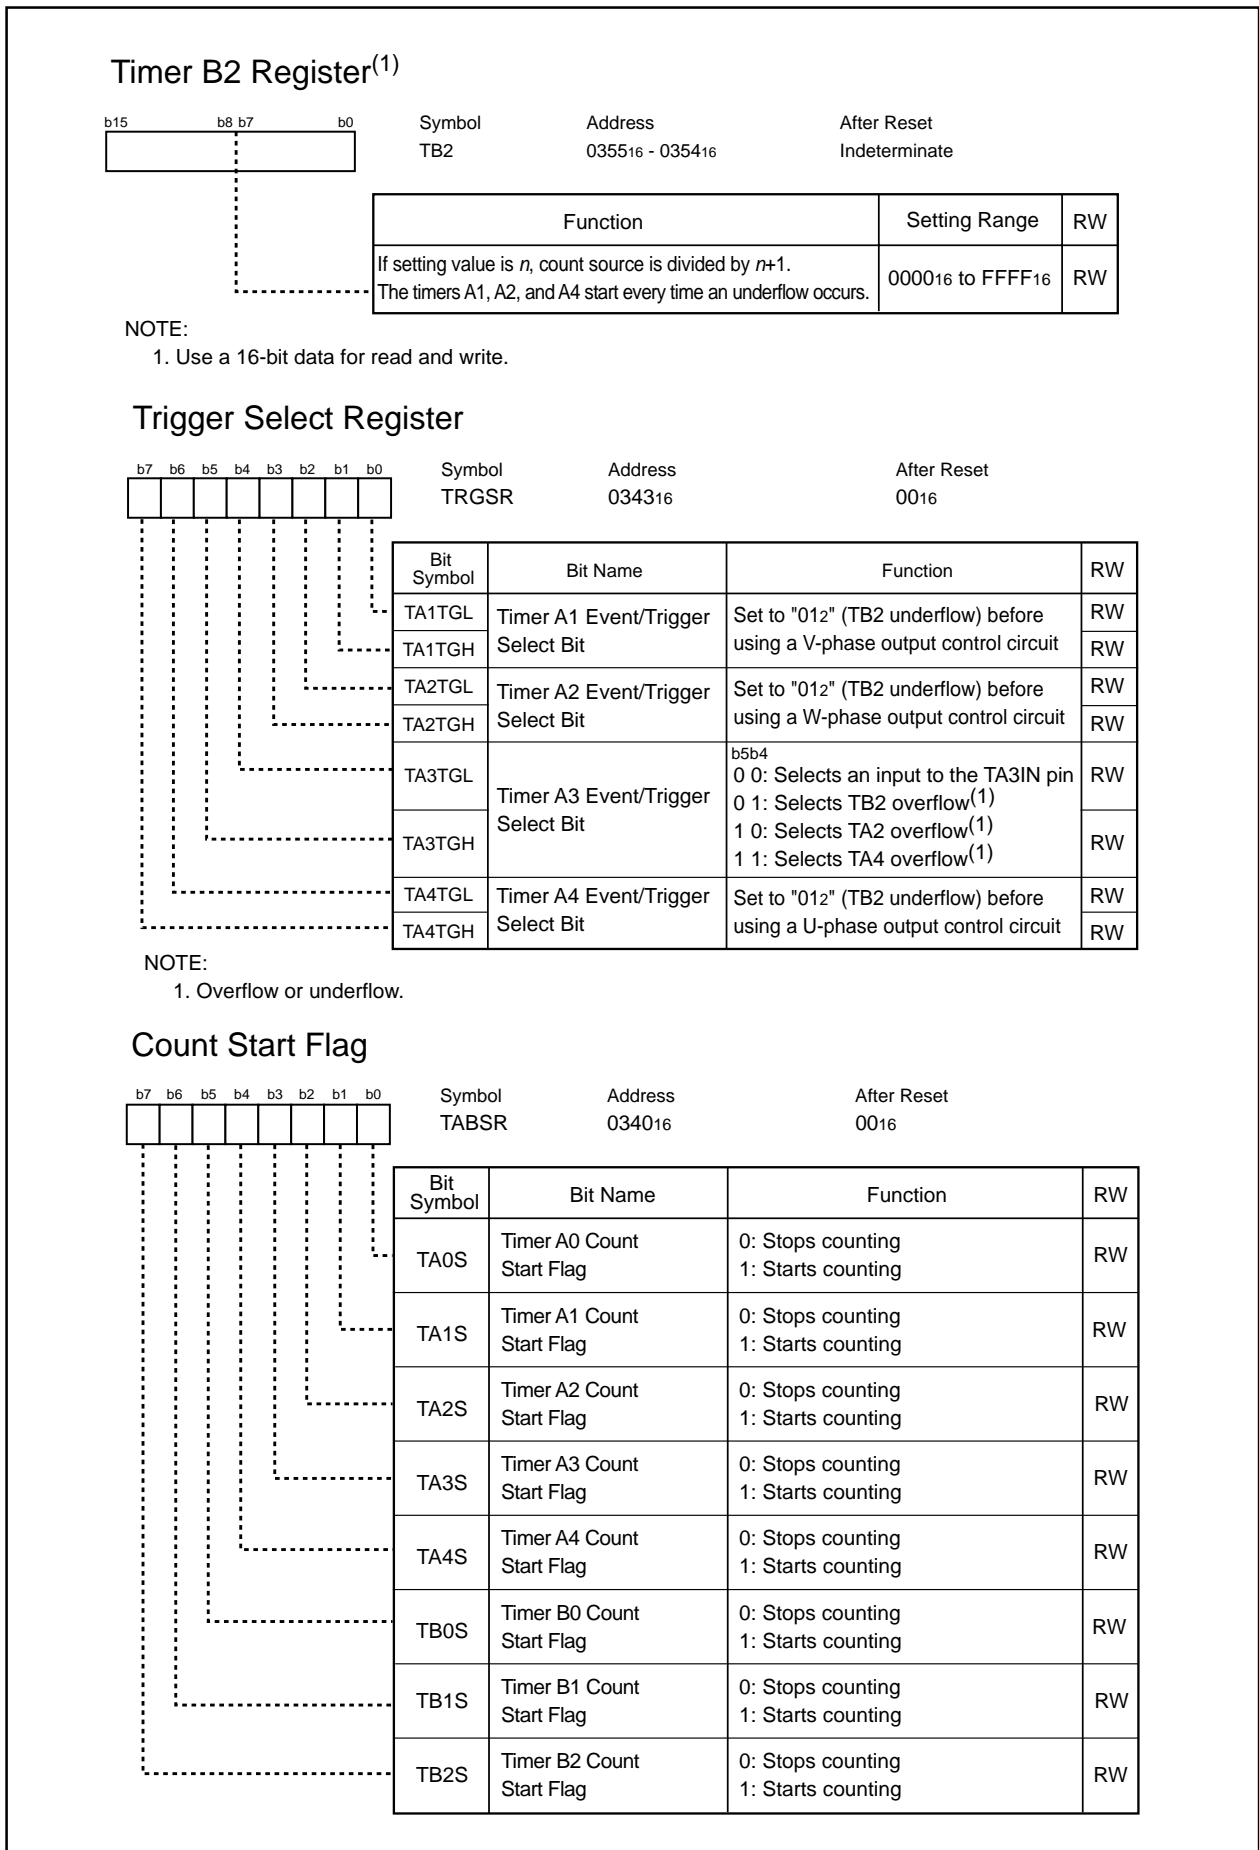 Timer B2 Register(1)
b15 b8 b7 b0 Symbol Address After Reset
TB2 035516 - 035416 Indeterminate
Function Setting Range RW
If setting value is n, count source is divided by n+1.
The timers A1, A2, and A4 start every time an underflow occurs.
000016 to FFFF16 RW
NOTE:
1. Use a 16-bit data for read and write.
Trigger Select Register
b7 b6 b5 b4 b3 b2 b1 b0 Symbol Address After Reset
TRGSR 034316 0016
Bit
Symbol
Bit Name Function RW
TA1TGL
TA1TGH
Timer A1 Event/Trigger
Select Bit
Set to "012" (TB2 underflow) before
using a V-phase output control circuit
RW
RW
TA2TGL
TA2TGH
Timer A2 Event/Trigger
Select Bit
Set to "012" (TB2 underflow) before
using a W-phase output control circuit
RW
RW
TA3TGL
TA3TGH
Timer A3 Event/Trigger
Select Bit
b5b4
0 0: Selects an input to the TA3IN pin
0 1: Selects TB2 overflow(1)
1 0: Selects TA2 overflow(1)
1 1: Selects TA4 overflow(1)
RW
RW
TA4TGL
TA4TGH
Timer A4 Event/Trigger
Select Bit
Set to "012" (TB2 underflow) before
using a U-phase output control circuit
RW
RW
NOTE:
1. Overflow or underflow.
Count Start Flag
b7 b6 b5 b4 b3 b2 b1 b0 Symbol Address After Reset
TABSR 034016 0016
Bit
Symbol
Bit Name Function RW
TA0S
Timer A0 Count
Start Flag
0: Stops counting
1: Starts counting
RW
TA1S
Timer A1 Count
Start Flag
0: Stops counting
1: Starts counting
RW
TA2S
Timer A2 Count
Start Flag
0: Stops counting
1: Starts counting
RW
TA3S
Timer A3 Count
Start Flag
0: Stops counting
1: Starts counting
RW
TA4S
Timer A4 Count
Start Flag
0: Stops counting
1: Starts counting
RW
TB0S
Timer B0 Count
Start Flag
0: Stops counting
1: Starts counting
RW
TB1S
Timer B1 Count
Start Flag
0: Stops counting
1: Starts counting
RW
TB2S
Timer B2 Count
Start Flag
0: Stops counting
1: Starts counting
RW